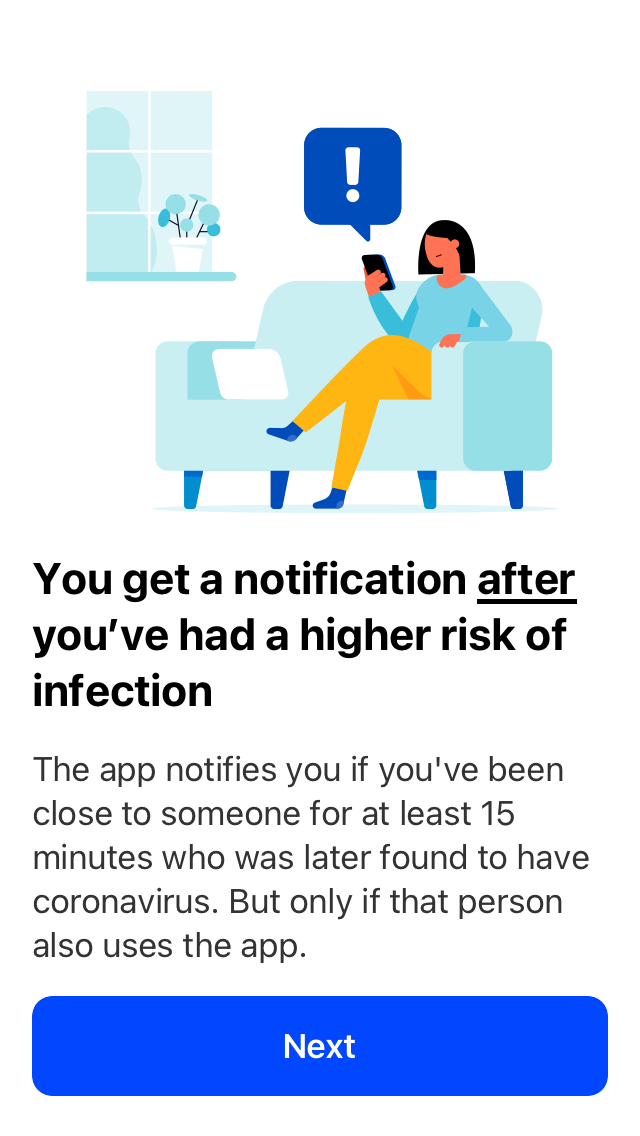 !
You get a notification after
you’ve had a higher risk of
infection
The app notifies you if you've been
close to someone for at least 15
minutes who was later found to have
coronavirus. But only if that person
also uses the app.
Next